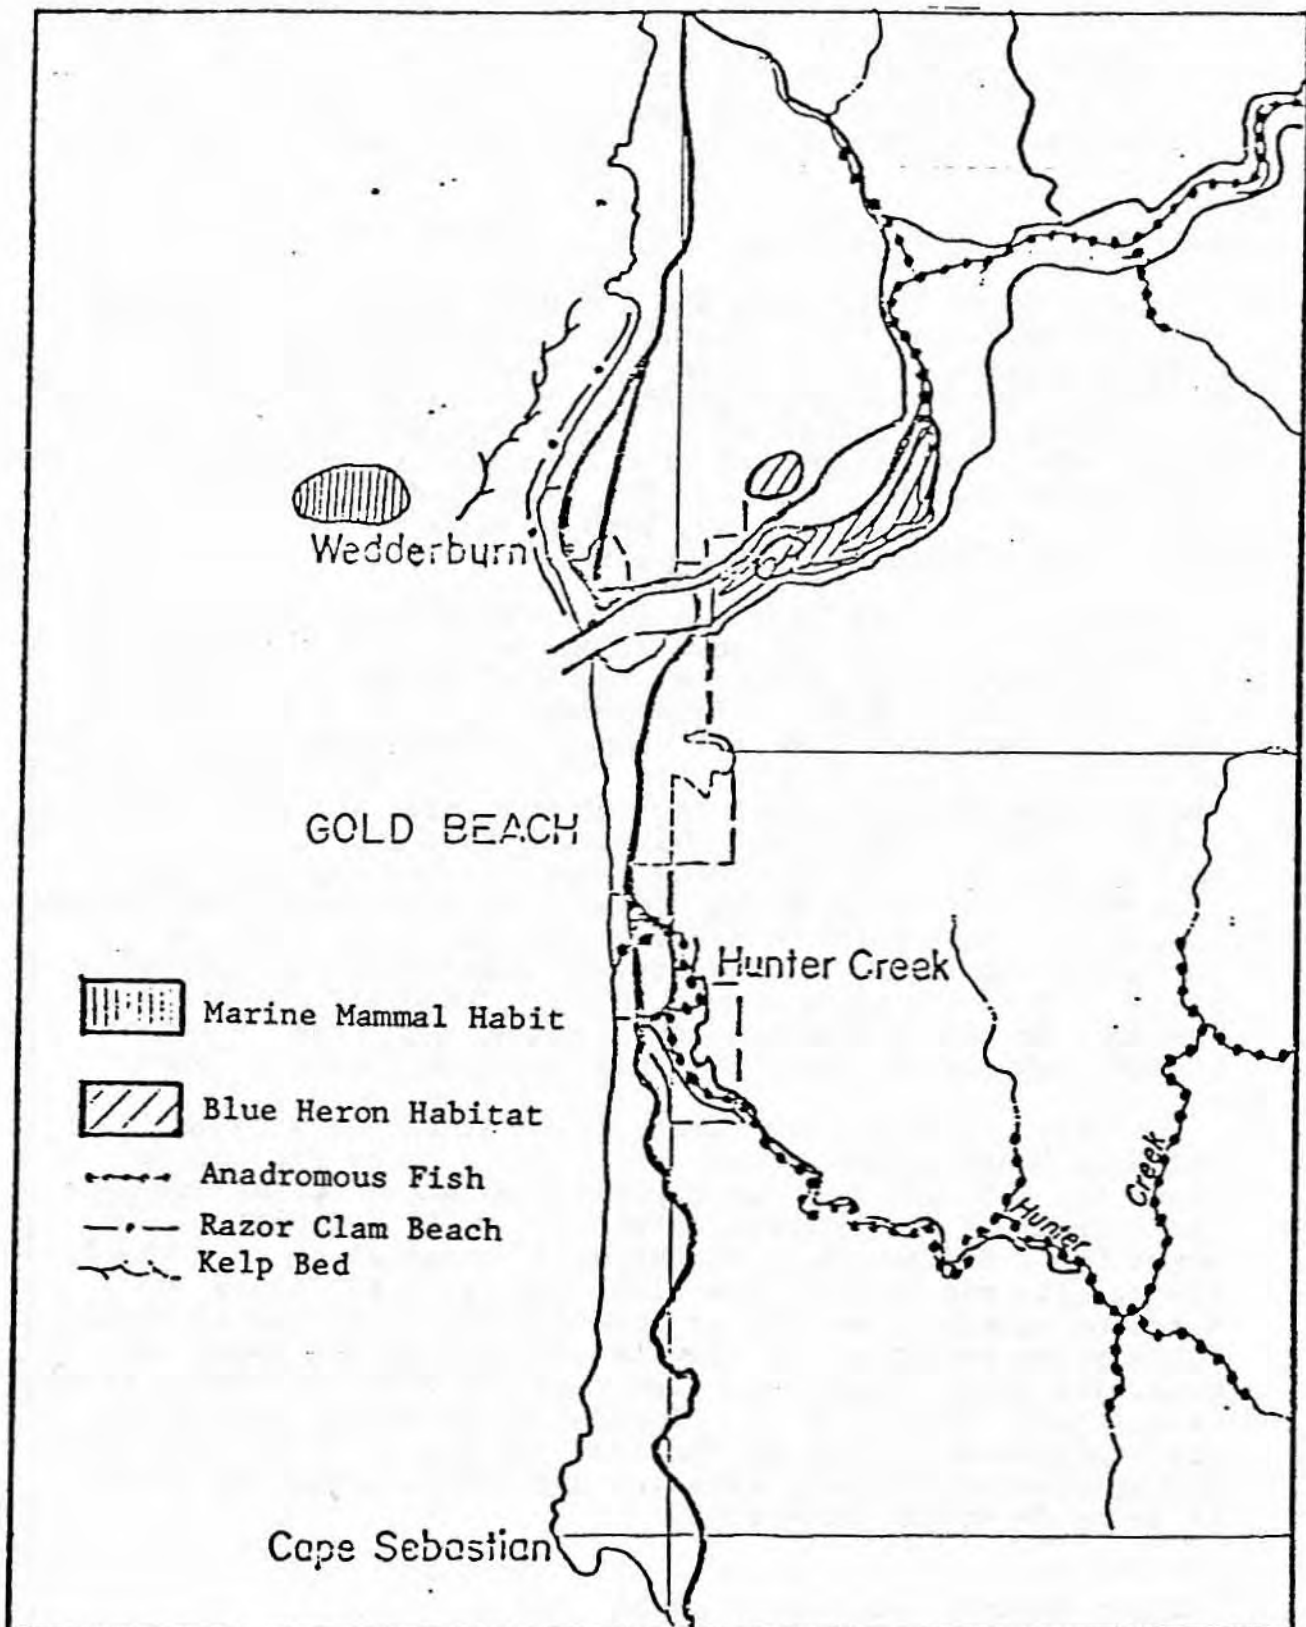 Wedderburn
GOLD BEACH
Hunter Creek
Marine Mammal Habit
Blue Heron Habitat
Anadromous Fish
Razor Clam Beach
Kelp Bed
Hunter
Creek
Cape Sebastian